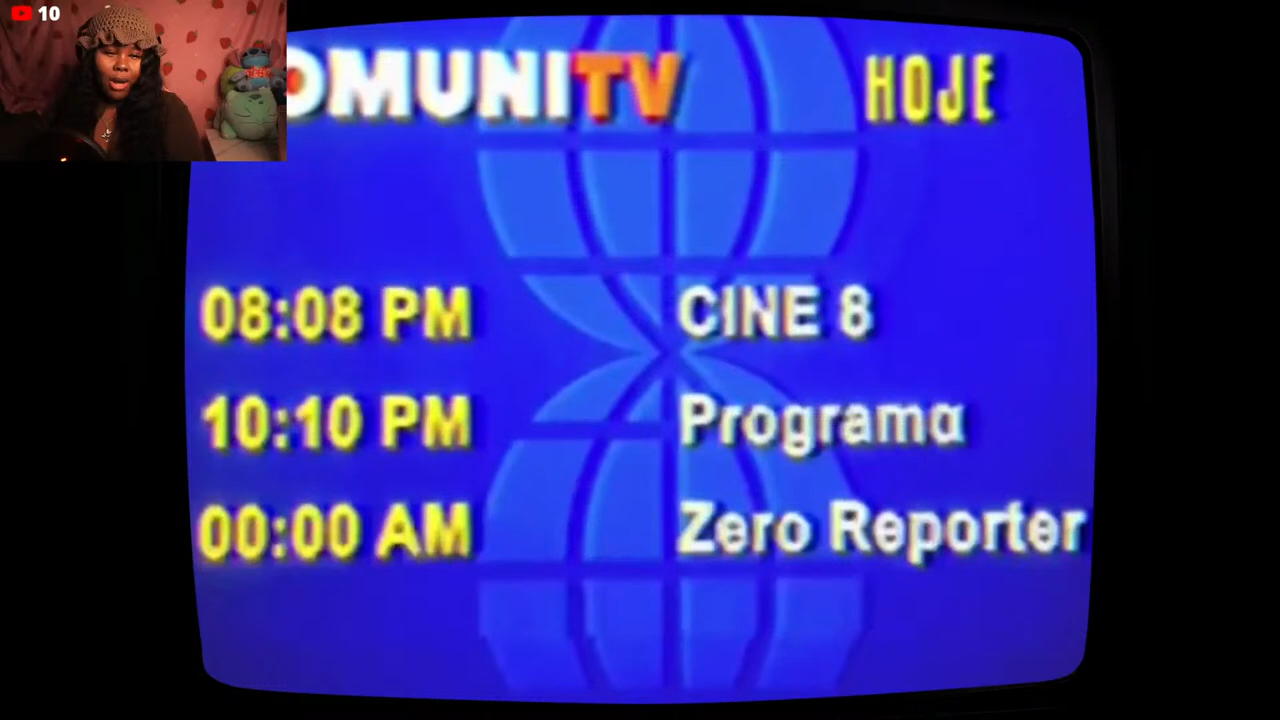 10
OMUNITV
HOJE
08:08 PM CINE 8
10:10 PM Programa
00:00 AM Zero Reporter